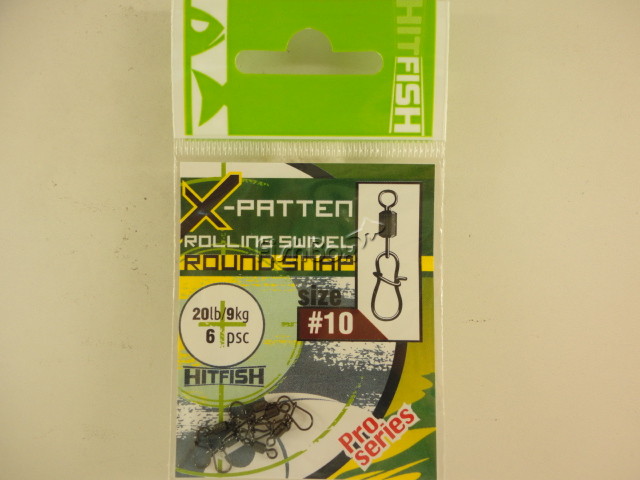 HITFISH
X-PATTEN
ROLLING SWIVEL
ROUND SNAP
size
#10
20lb/9kg
6 psc
HITFISH
Pro
series